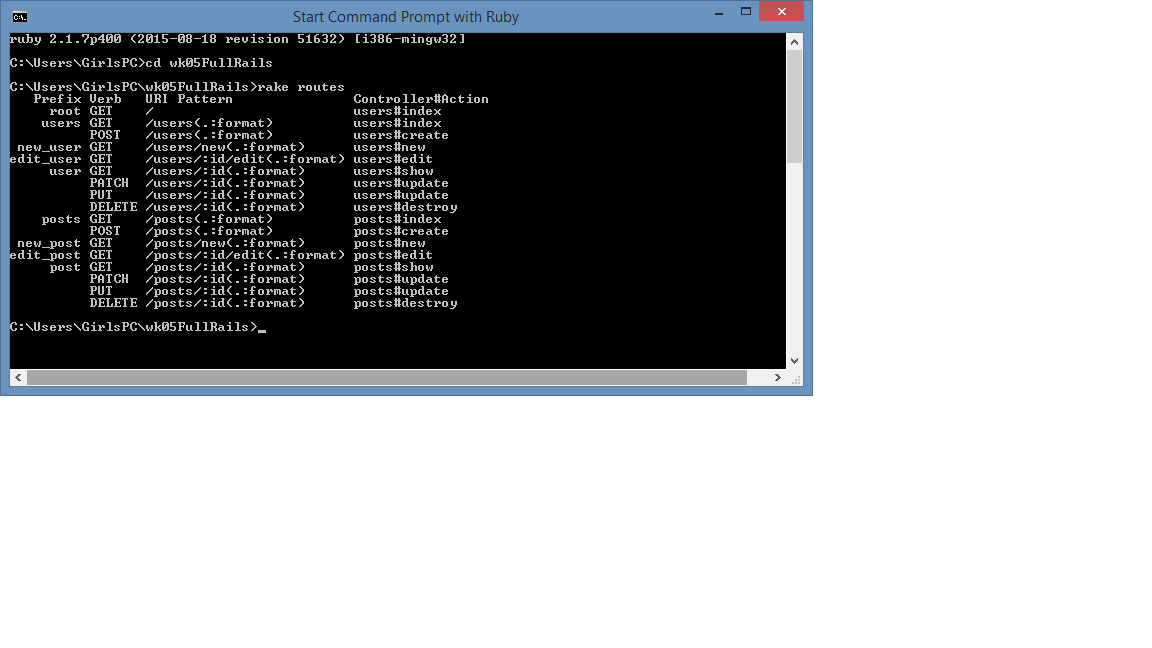 Start Command Prompt with Ruby
ruby 2.1.7p400 (2015-08-18 revision 51632) [i386-mingw32]
C:\Users\GirlsPC>cd wk05FullRails
C:\Users\GirlsPC\wk05FullRails>rake routes
Prefix Verb URI Pattern Controller#Action
root GET / users#index
users GET /users(.:format) users#index
POST /users(.:format) users#create
new_user GET /users/new(.:format) users#new
edit_user GET /users/:id/edit(.:format) users#edit
user GET /users/:id(.:format) users#show
PATCH /users/:id(.:format) users#update
PUT /users/:id(.:format) users#update
DELETE /users/:id(.:format) users#destroy
posts GET /posts(.:format) posts#index
POST /posts(.:format) posts#create
new_post GET /posts/new(.:format) posts#new
edit_post GET /posts/:id/edit(.:format) posts#edit
post GET /posts/:id(.:format) posts#show
PATCH /posts/:id(.:format) posts#update
PUT /posts/:id(.:format) posts#update
DELETE /posts/:id(.:format) posts#destroy
C:\Users\GirlsPC\wk05FullRails>_